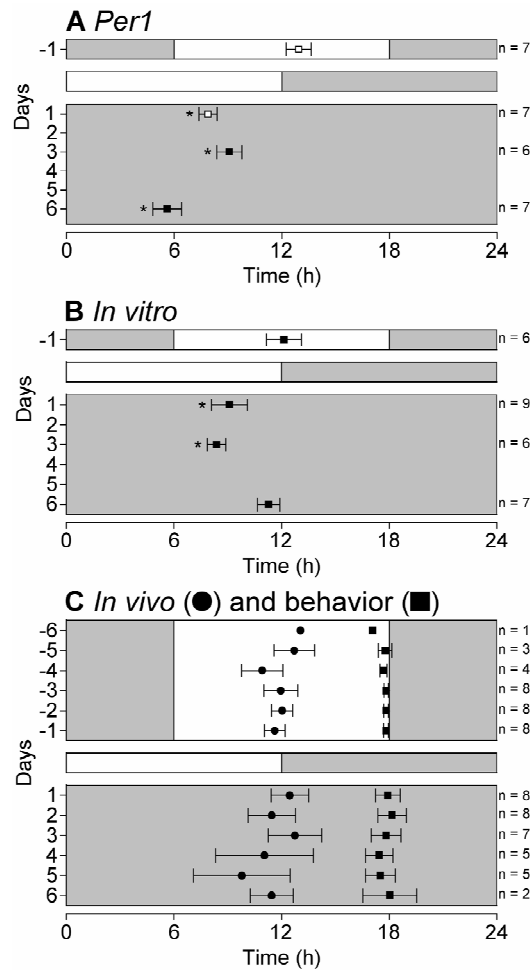 A Per1
-1 n = 7
Days
1 * n = 7
2
3 * n = 6
4
5
6 * n = 7
0 6 12 18 24
Time (h)
B In vitro
-1 n = 6
Days
1 * n = 9
2
3 * n = 6
4
5
6 n = 7
0 6 12 18 24
Time (h)
C In vivo (●) and behavior (■)
-6 n = 1
-5 n = 3
-4 n = 4
-3 n = 8
-2 n = 8
-1 n = 8
Days
1 n = 8
2 n = 8
3 n = 7
4 n = 5
5 n = 5
6 n = 2
0 6 12 18 24
Time (h)